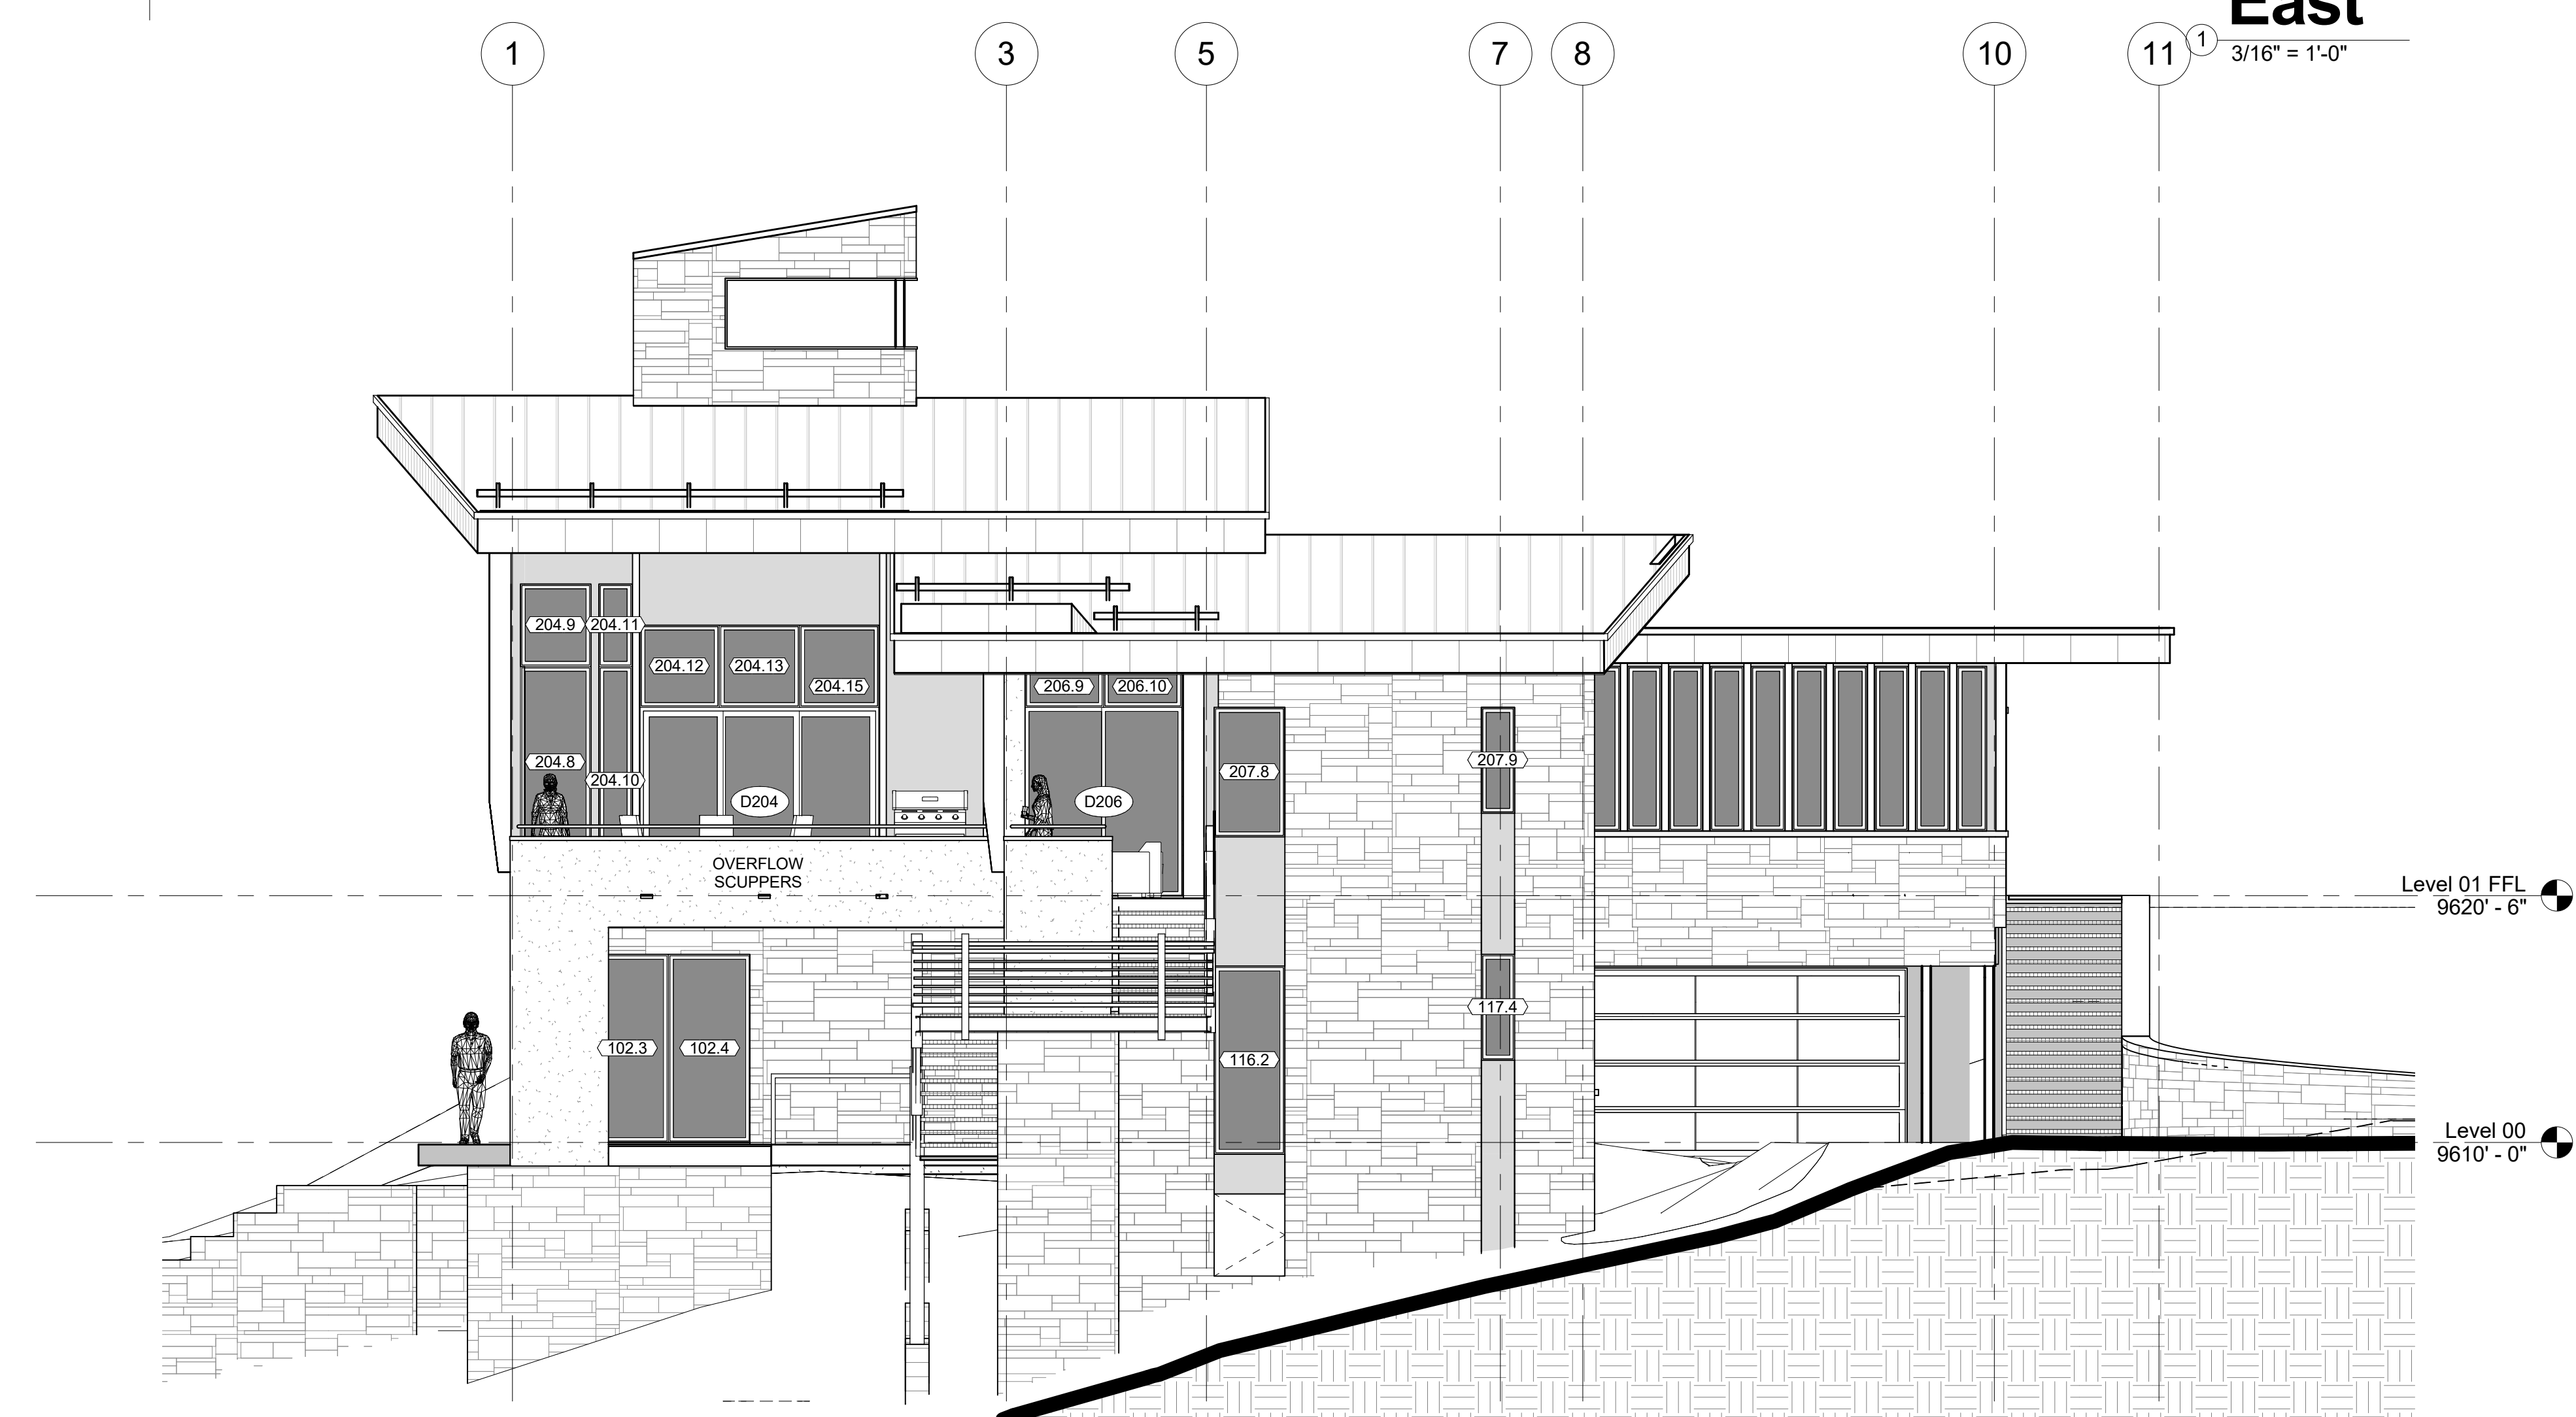 East
1
3/16" = 1'-0"
1
3
5
7
8
10
11
204.9
204.11
204.12
204.13
204.15
206.9
206.10
204.8
204.10
D204
D206
207.8
207.9
OVERFLOW
SCUPPERS
Level 01 FFL
9620' - 6"
102.3
102.4
116.2
117.4
Level 00
9610' - 0"